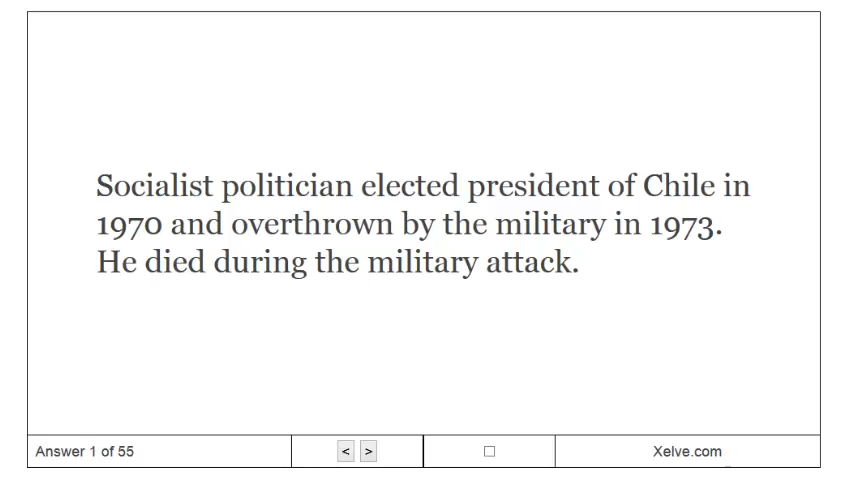 Socialist politician elected president of Chile in
1970 and overthrown by the military in 1973.
He died during the military attack.
Answer 1 of 55
< >
Xelve.com